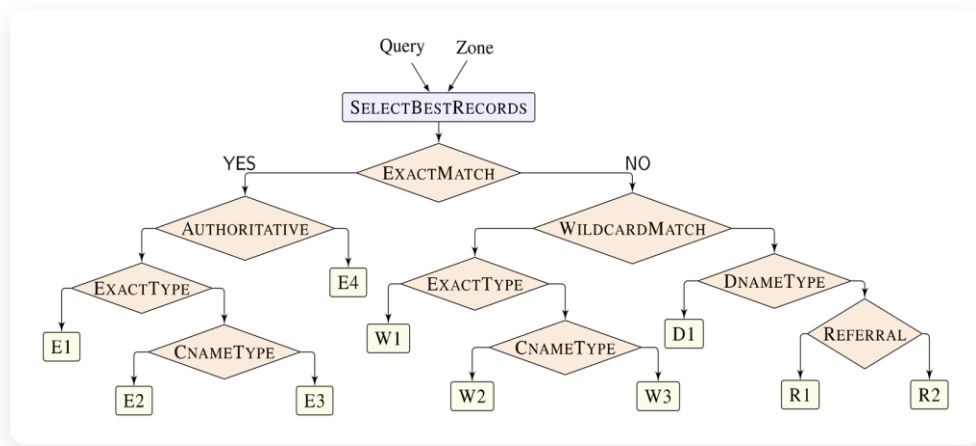 Query Zone
SELECTBESTRECORDS
YES EXACTMATCH NO
AUTHORITATIVE WILDCARDMATCH
EXACTTYPE E4 EXACTTYPE DNAMETYPE
E1 CNAMETYPE W1 CNAMETYPE D1 REFERRAL
E2 E3 W2 W3 R1 R2